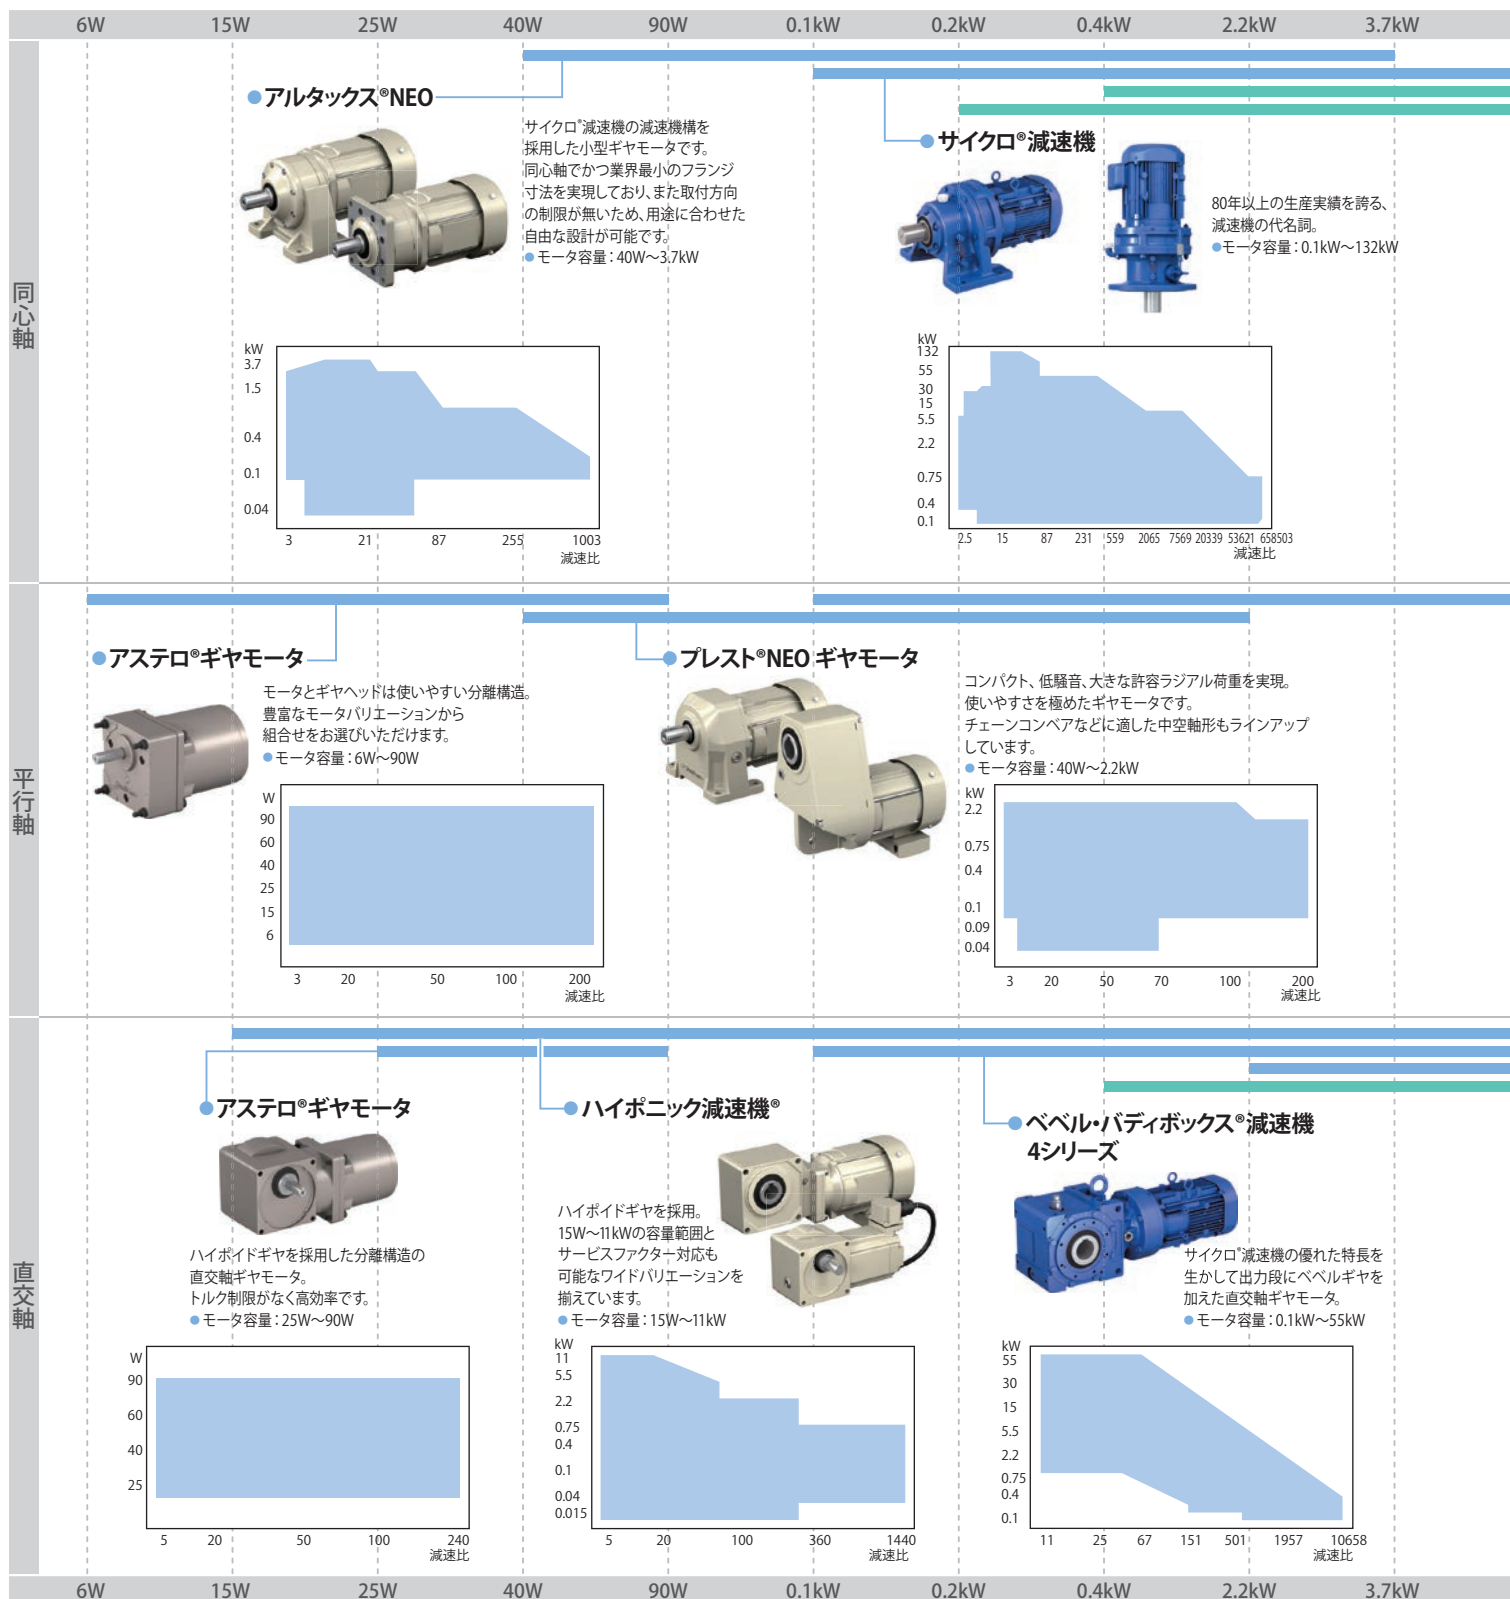 6W 15W 25W 40W 90W 0.1kW 0.2kW 0.4kW 2.2kW 3.7kW
同心軸
アルタックス®NEO
サイクロ®減速機の減速機構を
採用した小型ギヤモータです。
同心軸でかつ業界最小のフランジ
寸法を実現しており、また取付方向
の制限が無いため、用途に合わせた
自由な設計が可能です。
●モータ容量：40W～3.7kW
kW
3.7
1.5
0.4
0.1
0.04
3 21 87 255 1003
減速比
サイクロ®減速機
80年以上の生産実績を誇る、
減速機の代名詞。
●モータ容量：0.1kW～132kW
kW
132
55
30
15
5.5
2.2
0.75
0.4
0.1
2.5 15 87 231 559 2065 7569 20339 53621 658503
減速比
平行軸
アステロ®ギヤモータ
モータとギヤヘッドは使いやすい分離構造。
豊富なモータバリエーションから
組合せをお選びいただけます。
●モータ容量：6W～90W
W
90
60
40
25
15
6
3 20 50 100 200
減速比
プレスト®NEO ギヤモータ
コンパクト、低騒音、大きな許容ラジアル荷重を実現。
使いやすさを極めたギヤモータです。
チェーンコンベアなどに適した中空軸形もラインアップ
しています。
●モータ容量：40W～2.2kW
kW
2.2
0.75
0.4
0.1
0.09
0.04
3 20 50 70 100 200
減速比
直交軸
アステロ®ギヤモータ
ハイポイドギヤを採用した分離構造の
直交軸ギヤモータ。
トルク制限がなく高効率です。
●モータ容量：25W～90W
W
90
60
40
25
5 20 50 100 240
減速比
ハイポニック減速機®
ハイポイドギヤを採用。
15W～11kWの容量範囲と
サービスファクター対応も
可能なワイドバリエーションを
揃えています。
●モータ容量：15W～11kW
kW
11
5.5
2.2
0.75
0.4
0.1
0.04
0.015
5 20 100 360 1440
減速比
ベベル・バディボックス®減速機
4シリーズ
サイクロ®減速機の優れた特長を
生かして出力段にベベルギヤを
加えた直交軸ギヤモータ。
●モータ容量：0.1kW～55kW
kW
55
30
15
5.5
2.2
0.75
0.4
0.1
11 25 67 151 501 1957 10658
減速比
6W 15W 25W 40W 90W 0.1kW 0.2kW 0.4kW 2.2kW 3.7kW